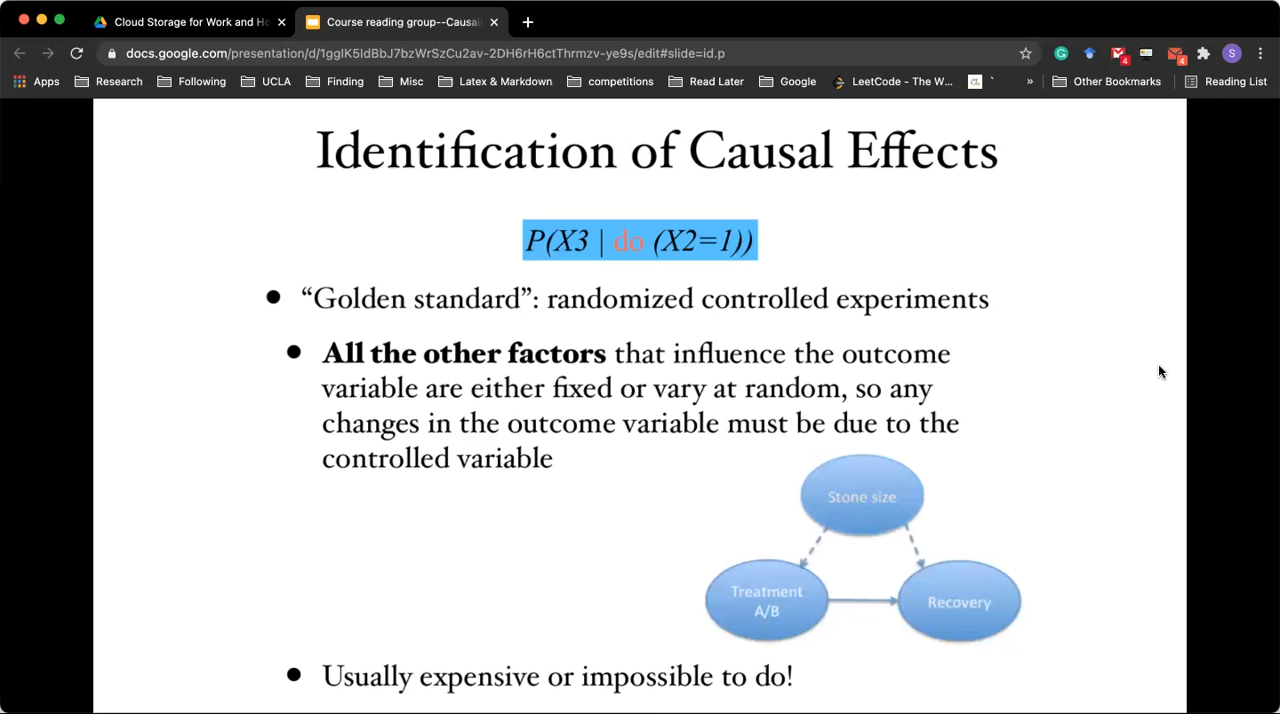 Cloud Storage for Work and Ho
Course reading group--Causal
docs.google.com/presentation/d/1ggIK5IdBbJ7bzWrSzCu2av-2DH6rH6ctThrmzv-ye9s/edit#slide=id.p
S
4
4
Apps
Research
Following
UCLA
Finding
Misc
Latex & Markdown
competitions
Read Later
Google
LeetCode - The W...
CL
»
Other Bookmarks
Reading List
Identification of Causal Effects
P(X3 | do (X2=1))
• “Golden standard”: randomized controlled experiments
• All the other factors that influence the outcome
variable are either fixed or vary at random, so any
changes in the outcome variable must be due to the
controlled variable
Stone size
Treatment
A/B
Recovery
• Usually expensive or impossible to do!